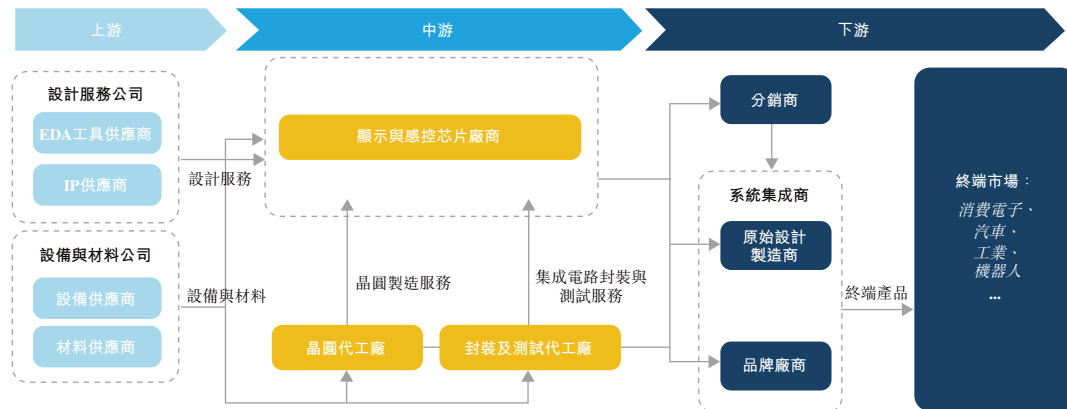 上游
中游
下游
設計服務公司
EDA工具供應商
IP供應商
設計服務
設備與材料公司
設備供應商
材料供應商
設備與材料
顯示與感控芯片廠商
晶圓製造服務
集成電路封裝與
測試服務
晶圓代工廠
封裝及測試代工廠
分銷商
系統集成商
原始設計
製造商
品牌廠商
終端產品
終端市場：
消費電子、
汽車、
工業、
機器人
...